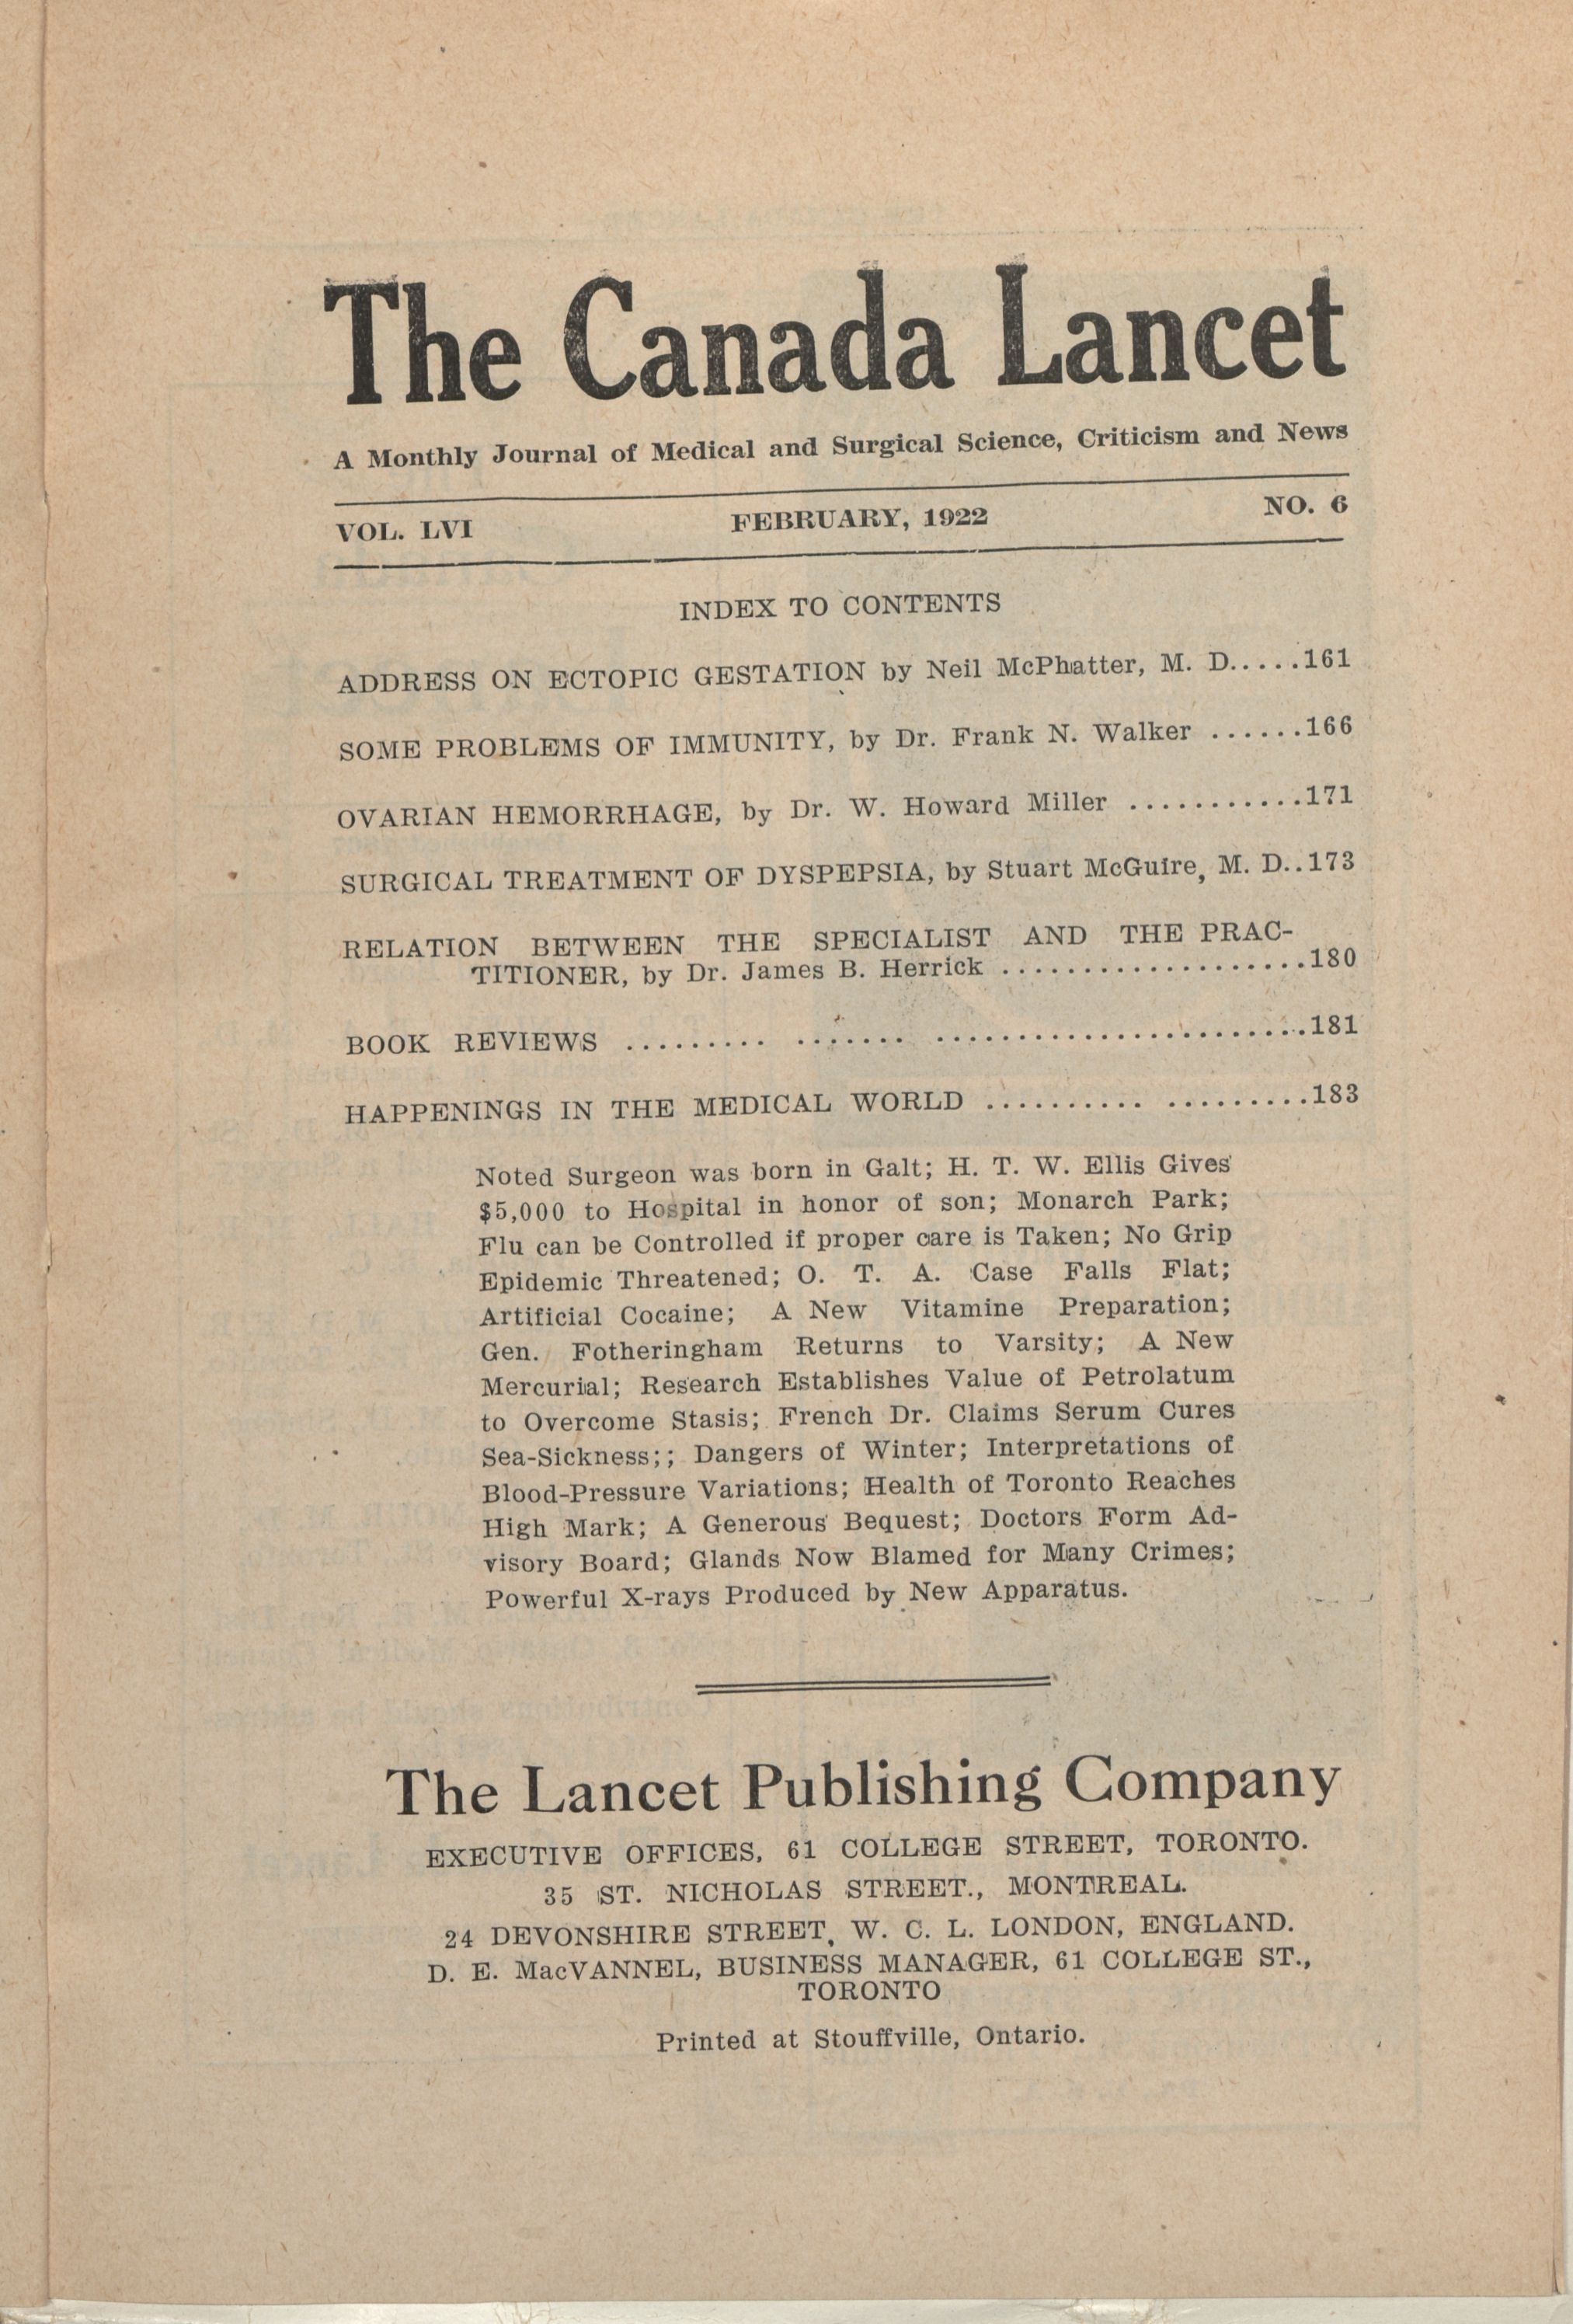 The Canada Lancet
A Monthly Journal of Medical and Surgical Science, Criticism and News
VOL. LVI FEBRUARY, 1922 NO. 6
INDEX TO CONTENTS
ADDRESS ON ECTOPIC GESTATION by Neil McPhatter, M. D.....161
SOME PROBLEMS OF IMMUNITY, by Dr. Frank N. Walker ......166
OVARIAN HEMORRHAGE, by Dr. W. Howard Miller ...........171
SURGICAL TREATMENT OF DYSPEPSIA, by Stuart McGuire, M. D..173
RELATION BETWEEN THE SPECIALIST AND THE PRAC-
TITIONER, by Dr. James B. Herrick ...................180
BOOK REVIEWS ......... ....... .......................181
HAPPENINGS IN THE MEDICAL WORLD .......... .........183
Noted Surgeon was born in Galt; H. T. W. Ellis Gives
$5,000 to Hospital in honor of son; Monarch Park;
Flu can be Controlled if proper care is Taken; No Grip
Epidemic Threatened; O. T. A. Case Falls Flat;
Artificial Cocaine; A New Vitamine Preparation;
Gen. Fotheringham Returns to Varsity; A New
Mercurial; Research Establishes Value of Petrolatum
to Overcome Stasis; French Dr. Claims Serum Cures
Sea-Sickness;; Dangers of Winter; Interpretations of
Blood-Pressure Variations; Health of Toronto Reaches
High Mark; A Generous Bequest; Doctors Form Ad-
visory Board; Glands Now Blamed for Many Crimes;
Powerful X-rays Produced by New Apparatus.
The Lancet Publishing Company
EXECUTIVE OFFICES, 61 COLLEGE STREET, TORONTO.
35 ST. NICHOLAS STREET., MONTREAL.
24 DEVONSHIRE STREET, W. C. L. LONDON, ENGLAND.
D. E. MacVANNEL, BUSINESS MANAGER, 61 COLLEGE ST.,
TORONTO
Printed at Stouffville, Ontario.